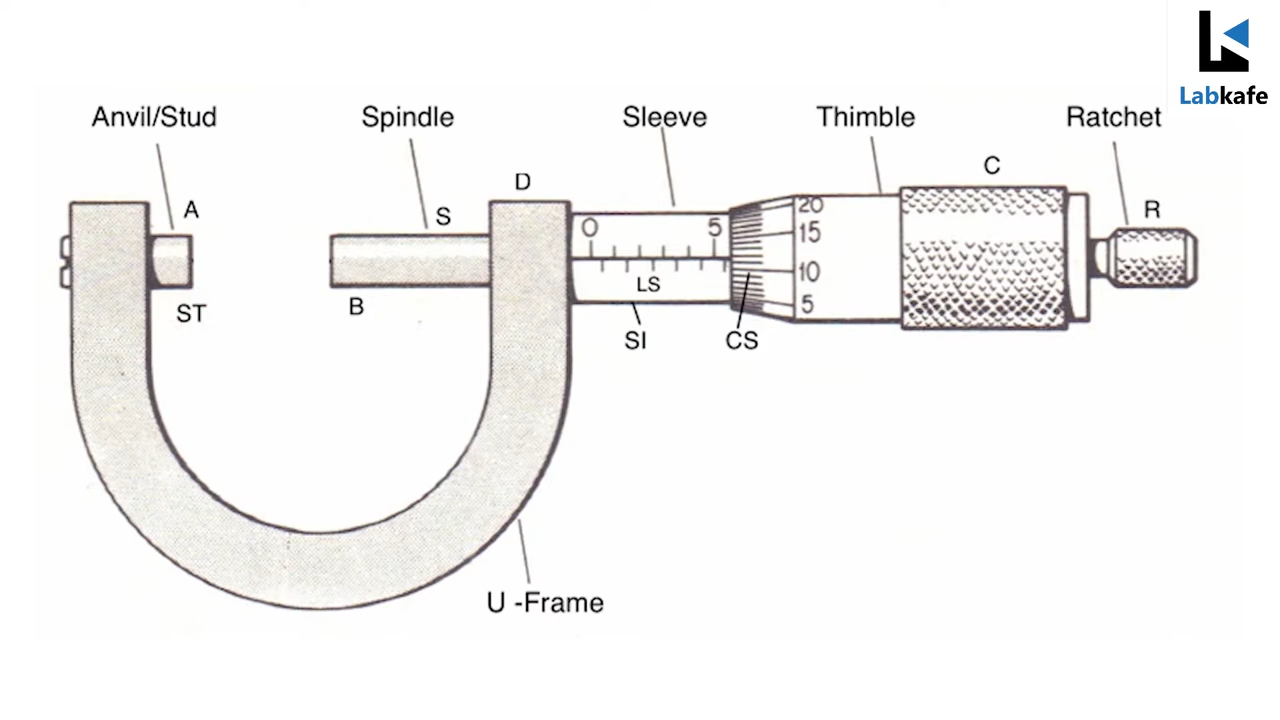 Labkafe
Anvil/Stud
Spindle
Sleeve
Thimble
Ratchet
A
S
D
C
R
0
5
20
15
10
5
ST
B
LS
SI
CS
U -Frame